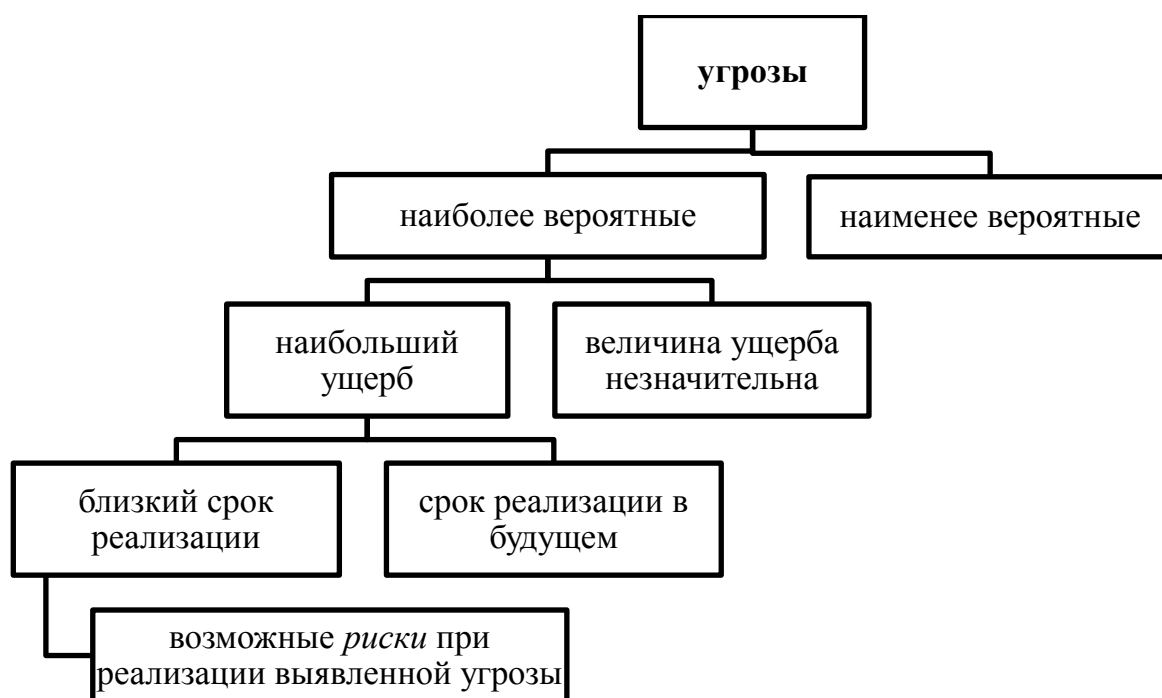 угрозы
наиболее вероятные
наименее вероятные
наибольший
ущерб
величина ущерба
незначительна
близкий срок
реализации
срок реализации в
будущем
возможные риски при
реализации выявленной угрозы